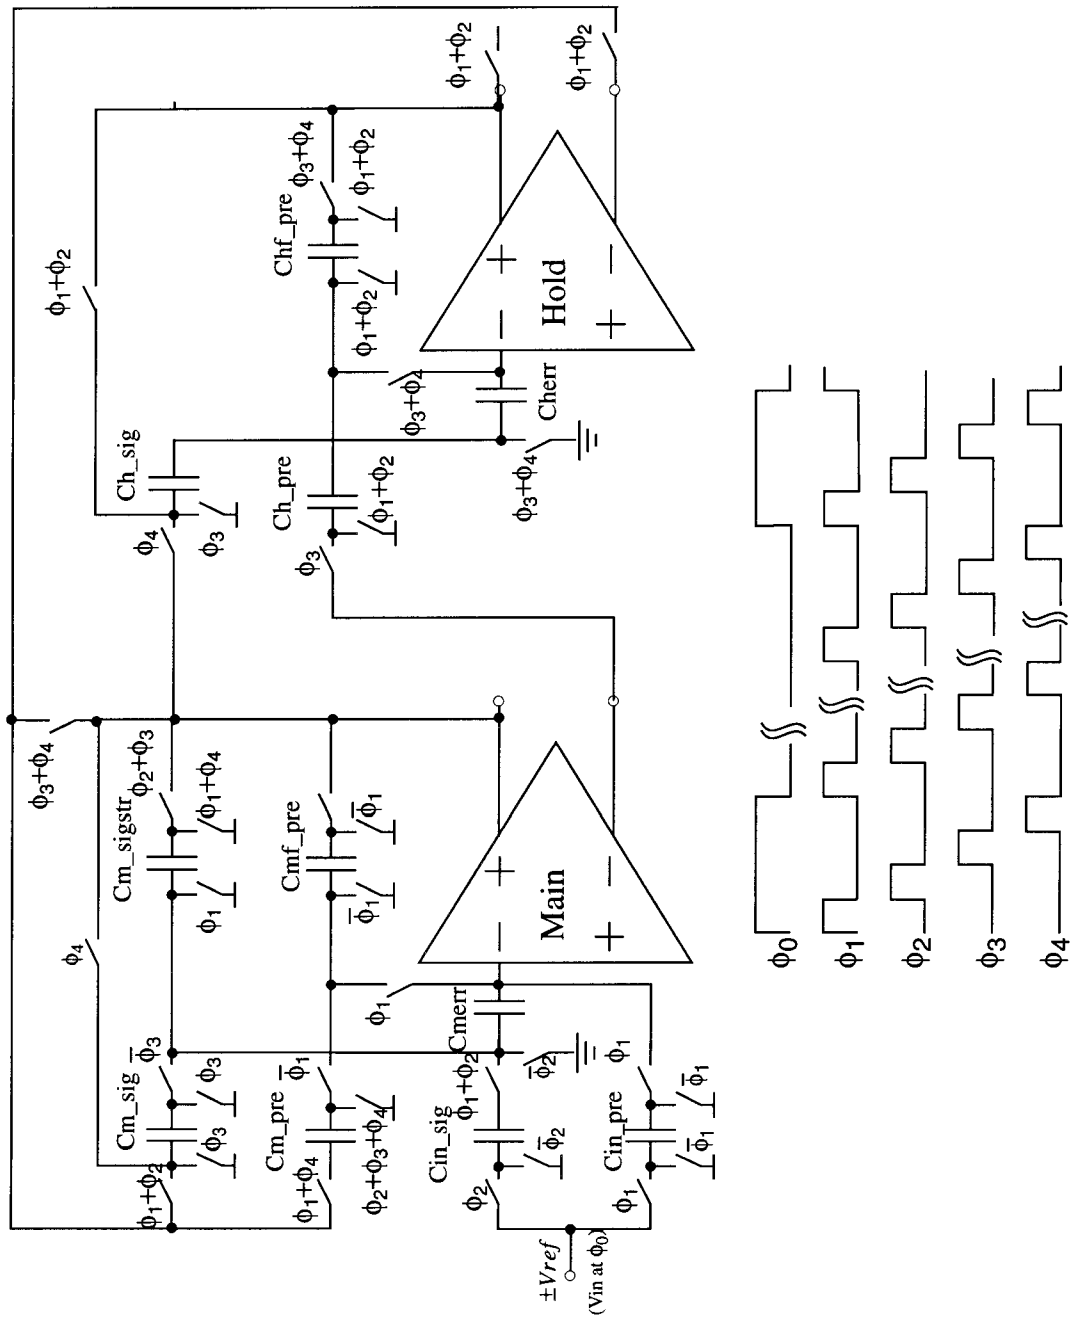 ϕ3+ϕ4
ϕ4
ϕ1+ϕ2
Cm_sig
ϕ3
ϕ̅3
ϕ3
Cm_sigstr
ϕ1
ϕ2+ϕ3
ϕ1+ϕ4
ϕ4
Ch_sig
ϕ3
ϕ1+ϕ2
ϕ1+ϕ4
Cm_pre
ϕ2+ϕ3+ϕ4
ϕ̅1
Cmf_pre
ϕ̅1
ϕ̅1
ϕ3
Ch_pre
ϕ1+ϕ2
Chf_pre
ϕ1+ϕ2
ϕ3+ϕ4
ϕ1+ϕ2
ϕ1
ϕ3+ϕ4
ϕ2
Cin_sig
ϕ̅2
ϕ1+ϕ2
Cmerr
ϕ̅2
− +
Main
+ −
ϕ3+ϕ4
Cherr
− +
Hold
+ −
ϕ1+ϕ2
ϕ1+ϕ2
±Vref
(Vin at ϕ0)
ϕ1
Cin_pre
ϕ̅1
ϕ1
ϕ̅1
ϕ0
ϕ1
ϕ2
ϕ3
ϕ4